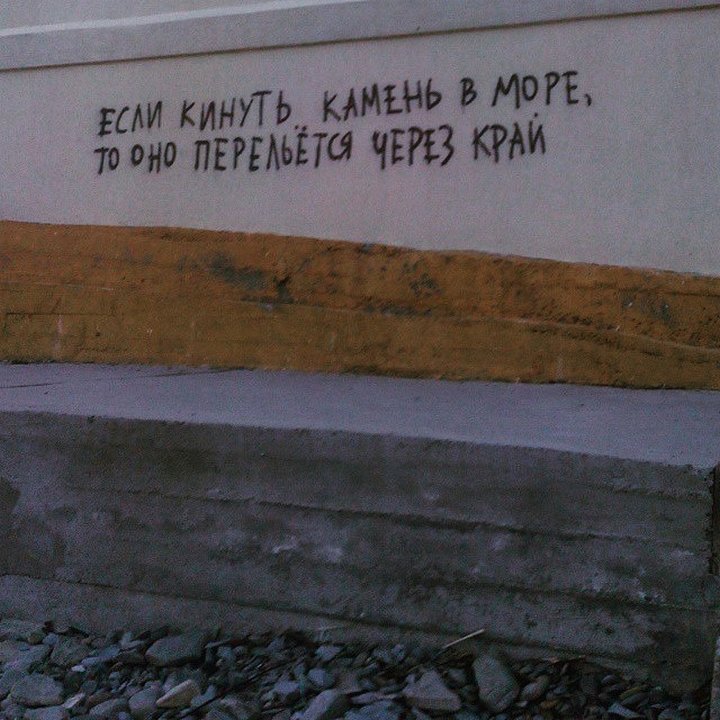 ЕСЛИ КИНУТЬ КАМЕНЬ В МОРЕ,
ТО ОНО ПЕРЕЛЬЁТСЯ ЧЕРЕЗ КРАЙ